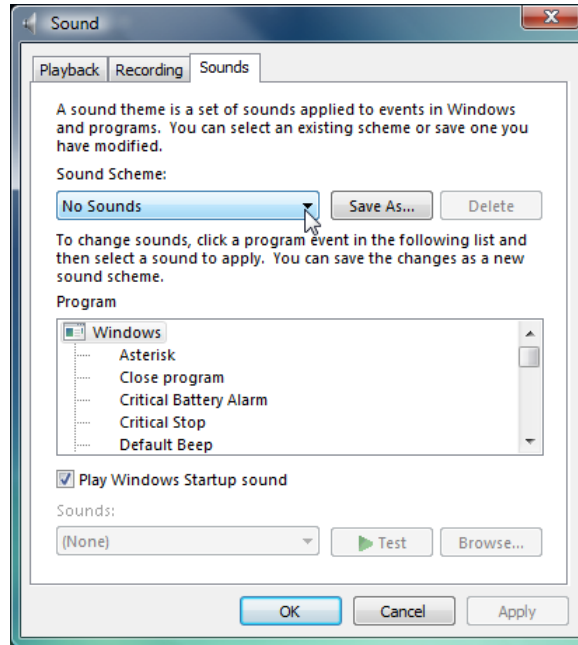 Sound
Playback Recording Sounds
A sound theme is a set of sounds applied to events in Windows
and programs. You can select an existing scheme or save one you
have modified.
Sound Scheme:
No Sounds Save As... Delete
To change sounds, click a program event in the following list and
then select a sound to apply. You can save the changes as a new
sound scheme.
Program
Windows
Asterisk
Close program
Critical Battery Alarm
Critical Stop
Default Beep
Play Windows Startup sound
Sounds:
(None) Test Browse...
OK Cancel Apply